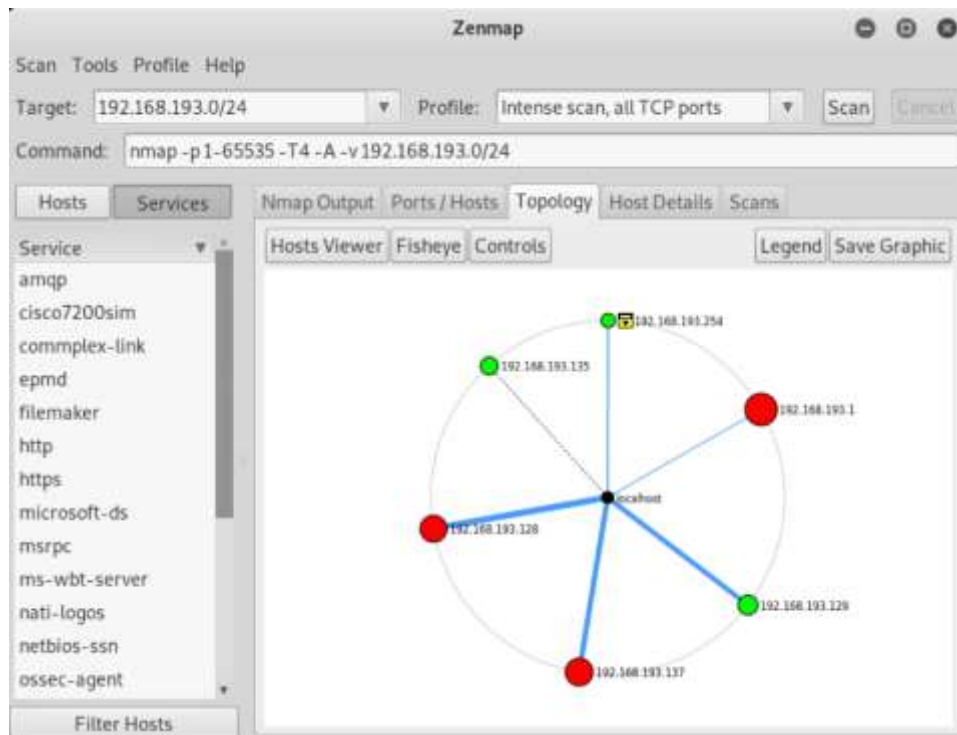 Zenmap
Scan Tools Profile Help
Target: 192.168.193.0/24 Profile: Intense scan, all TCP ports Scan Cancel
Command: nmap -p 1-65535 -T4 -A -v 192.168.193.0/24
Hosts Services Nmap Output Ports / Hosts Topology Host Details Scans
Hosts Viewer Fisheye Controls Legend Save Graphic
Service
amqp
cisco7200sim
commplex-link
epmd
filemaker
http
https
microsoft-ds
msrpc
ms-wbt-server
nati-logos
netbios-ssn
ossec-agent
Filter Hosts
192.168.193.254
192.168.193.135
192.168.193.1
localhost
192.168.193.128
192.168.193.129
192.168.193.137